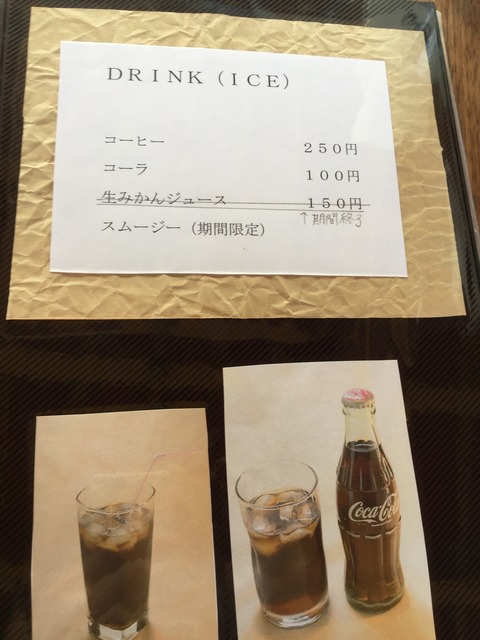 DRINK（ICE）
コーヒー 250円
コーラ 100円
生みかんジュース 150円
↑期間終了
スムージー（期間限定）
Coca-Cola